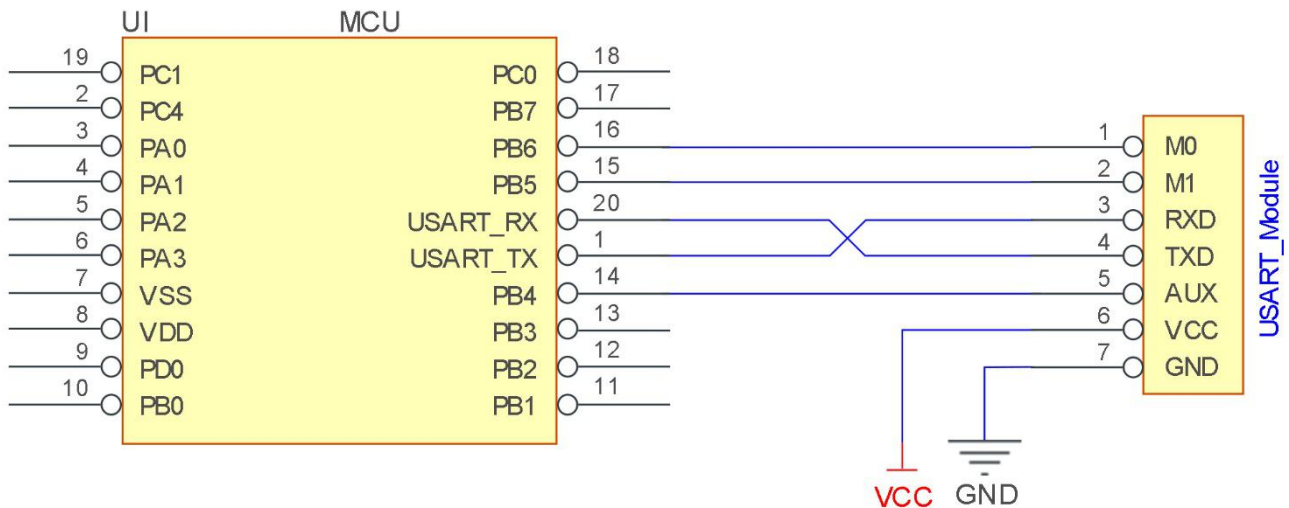 UI MCU
19 PC1 PC0 18
2 PC4 PB7 17
3 PA0 PB6 16 1 M0
4 PA1 PB5 15 2 M1
5 PA2 USART_RX 20 3 RXD
6 PA3 USART_TX 1 4 TXD
7 VSS PB4 14 5 AUX
8 VDD PB3 13 6 VCC
9 PD0 PB2 12 7 GND
10 PB0 PB1 11
USART_Module
VCC GND